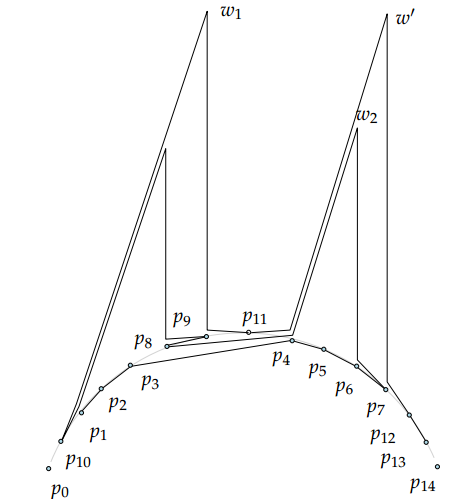 w₁
w′
w₂
p₉
p₁₁
p₈
p₄
p₃
p₅
p₆
p₂
p₇
p₁
p₁₂
p₁₀
p₁₃
p₀
p₁₄